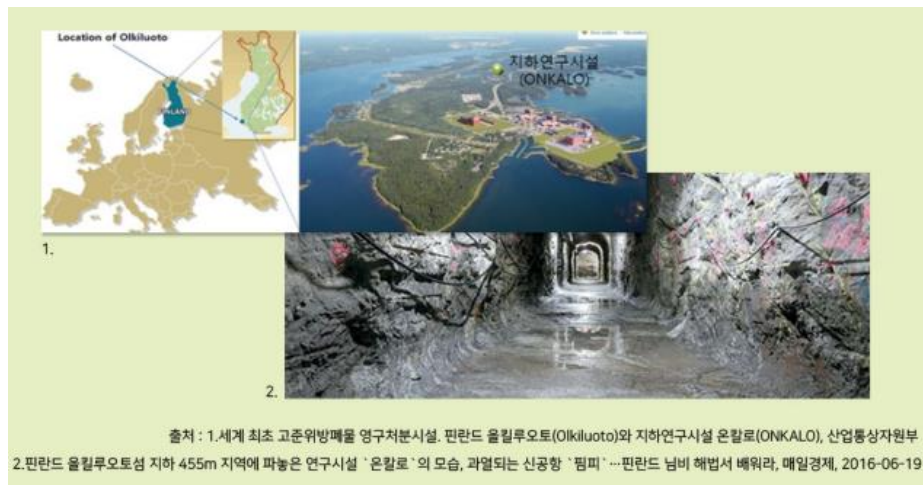 Location of Olkiluoto
FINLAND
지하연구시설
(ONKALO)
1.
2.
출처 : 1.세계 최초 고준위방폐물 영구처분시설. 핀란드 올킬루오토(Olkiluoto)와 지하연구시설 온칼로(ONKALO), 산업통상자원부
2.핀란드 올킬루오토섬 지하 455m 지역에 파놓은 연구시설 `온칼로`의 모습, 과열되는 신공항 `핌피`…핀란드 님비 해법서 배워라, 매일경제, 2016-06-19